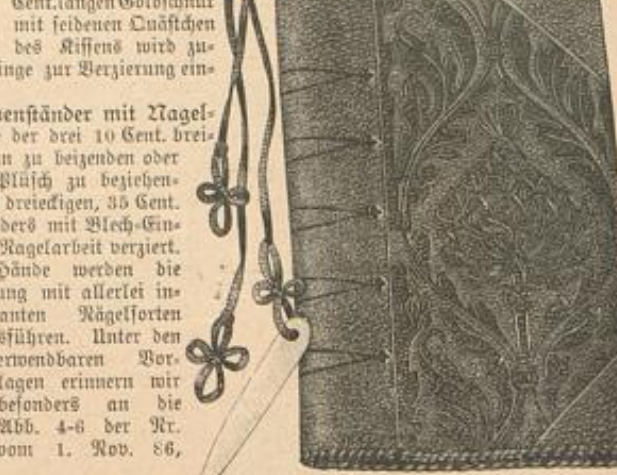 Cent. langen Goldschnur
mit seidenen Quästchen
des Kissens wird zu-
inge zur Verzierung ein-
enständer mit Nagel-
der drei 10 Cent. brei-
n zu beizenden oder
Plüsch zu beziehen-
dreieckigen, 35 Cent.
ders mit Blech-Ein-
Nagelarbeit verziert.
Hände werden die
ung mit allerlei in-
anten Nägelsorten
sführen. Unter den
erwendbaren Vor-
lagen erinnern wir
besonders an die
Abb. 4-6 der Nr.
vom 1. Nov. 86,